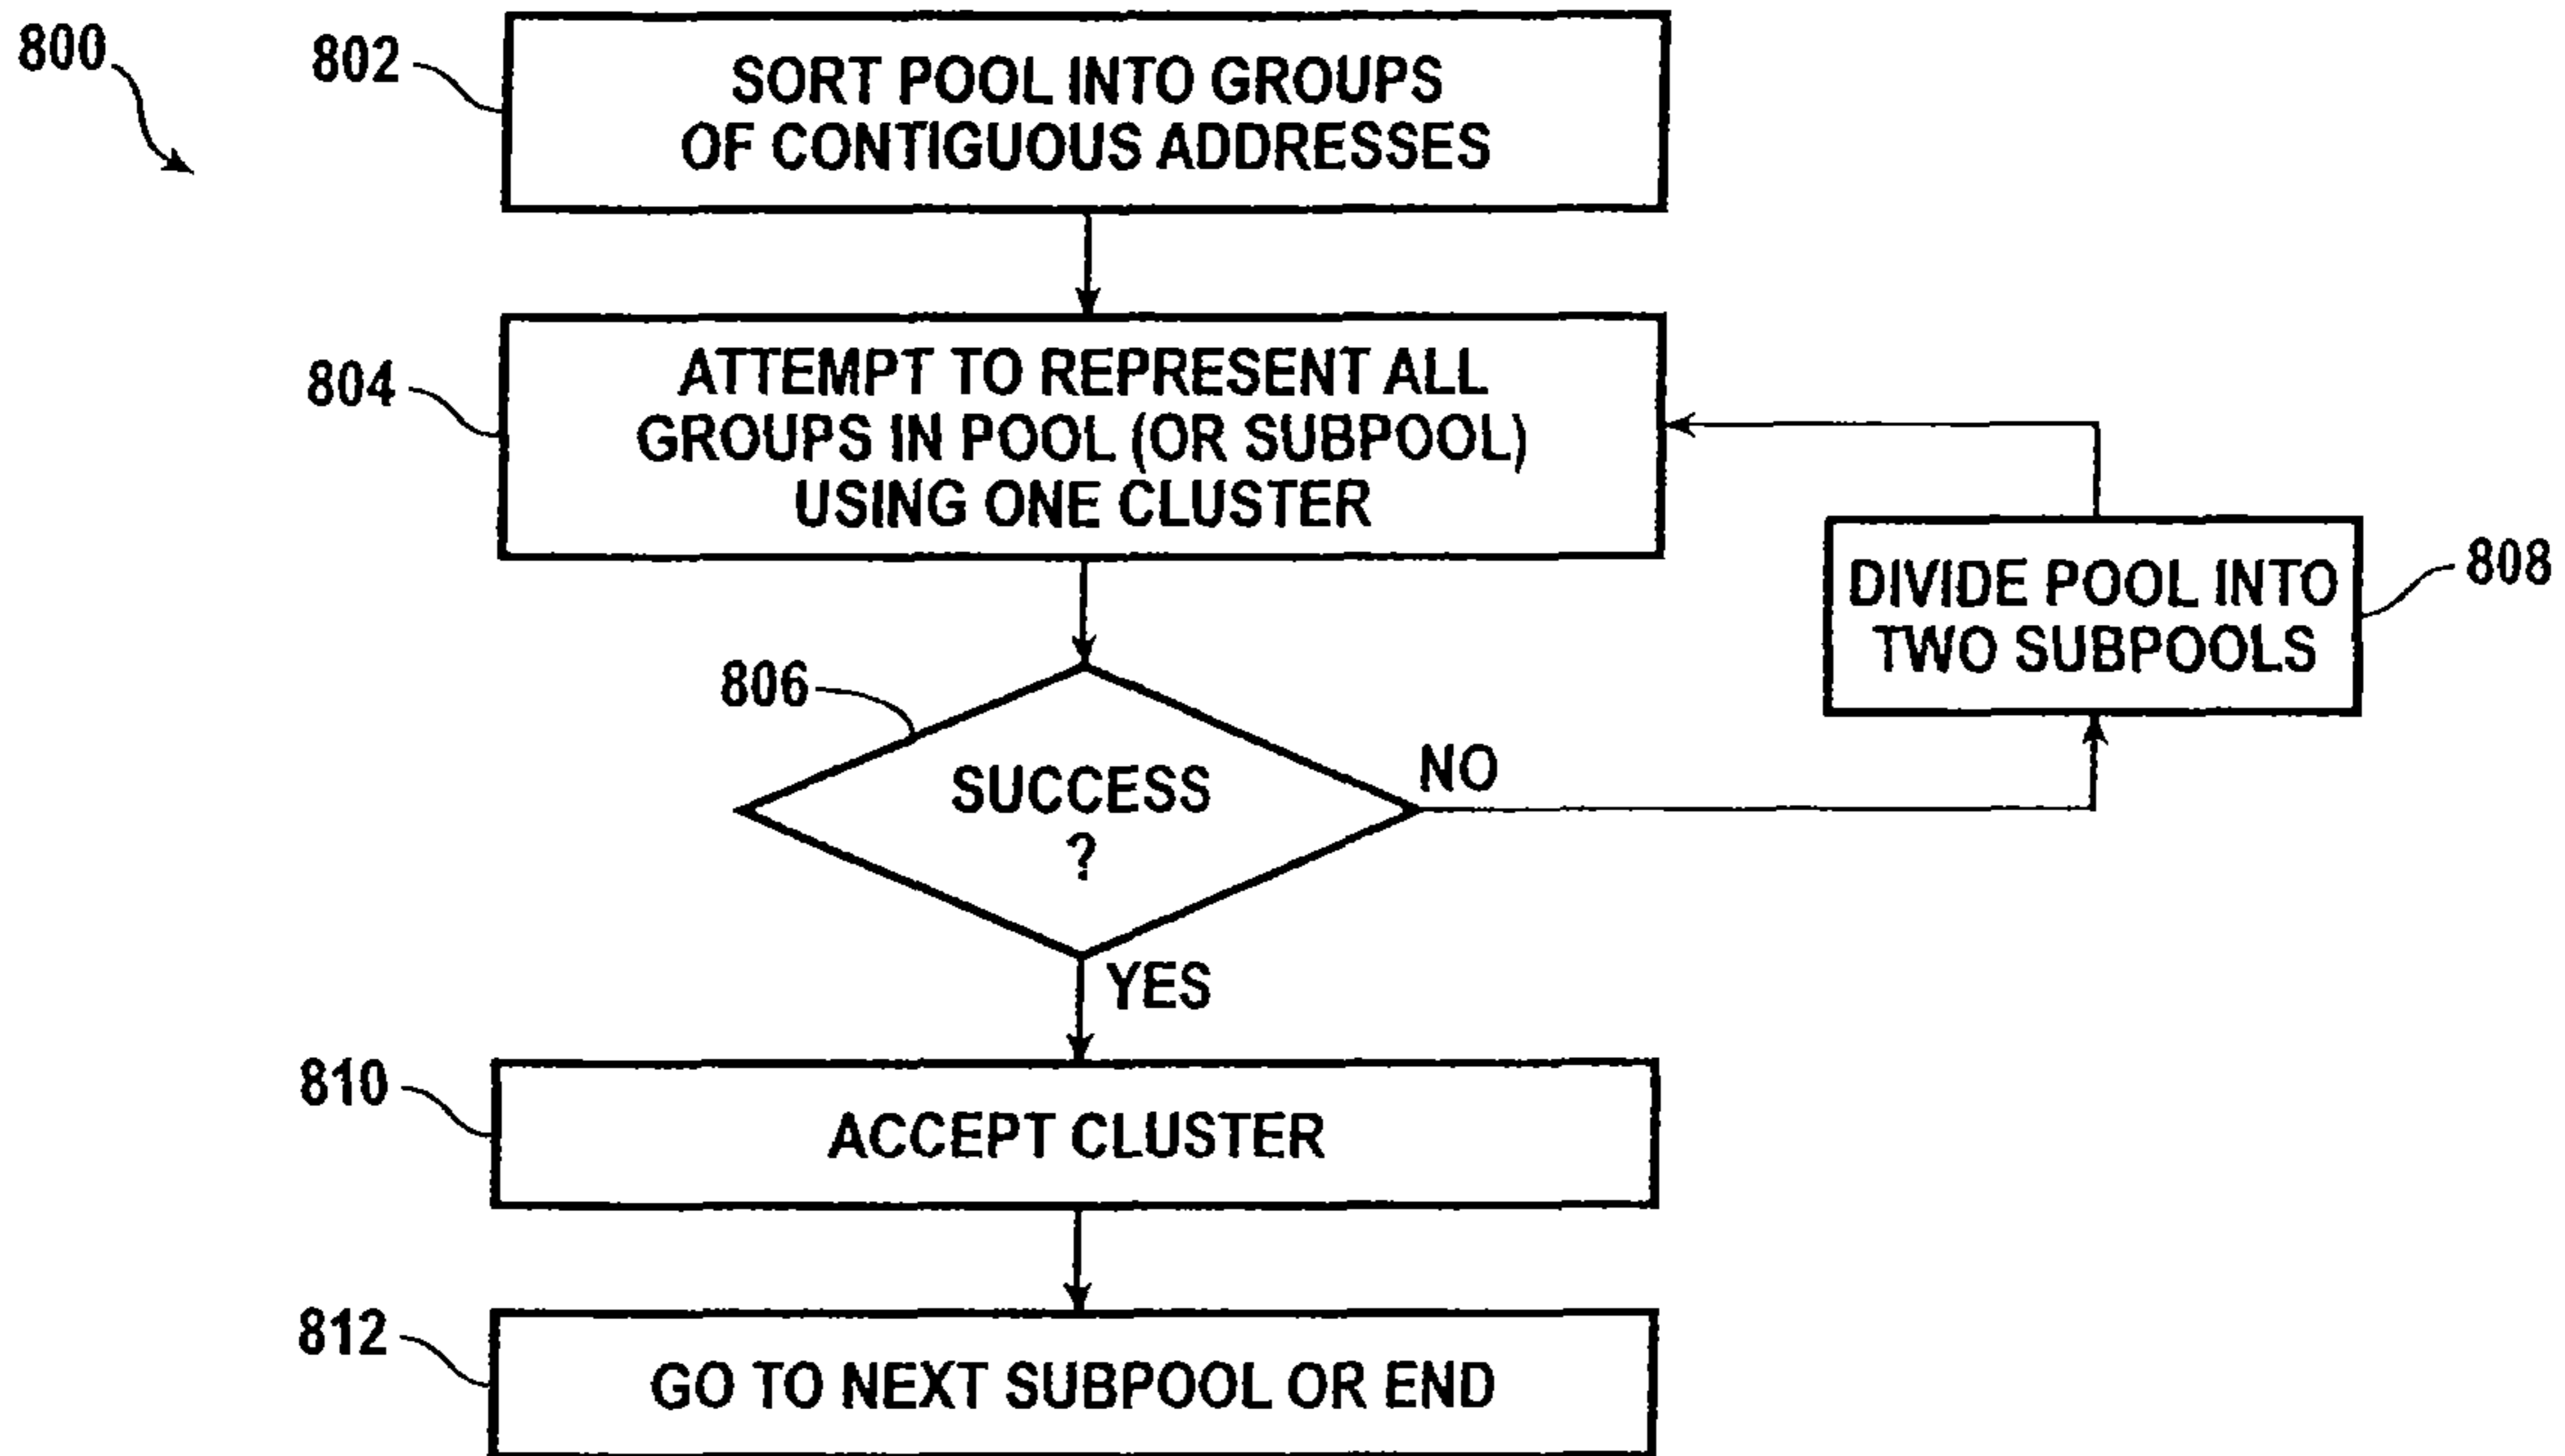 800
802
SORT POOL INTO GROUPS
OF CONTIGUOUS ADDRESSES
804
ATTEMPT TO REPRESENT ALL
GROUPS IN POOL (OR SUBPOOL)
USING ONE CLUSTER
808
DIVIDE POOL INTO
TWO SUBPOOLS
806
SUCCESS
?
NO
YES
810
ACCEPT CLUSTER
812
GO TO NEXT SUBPOOL OR END